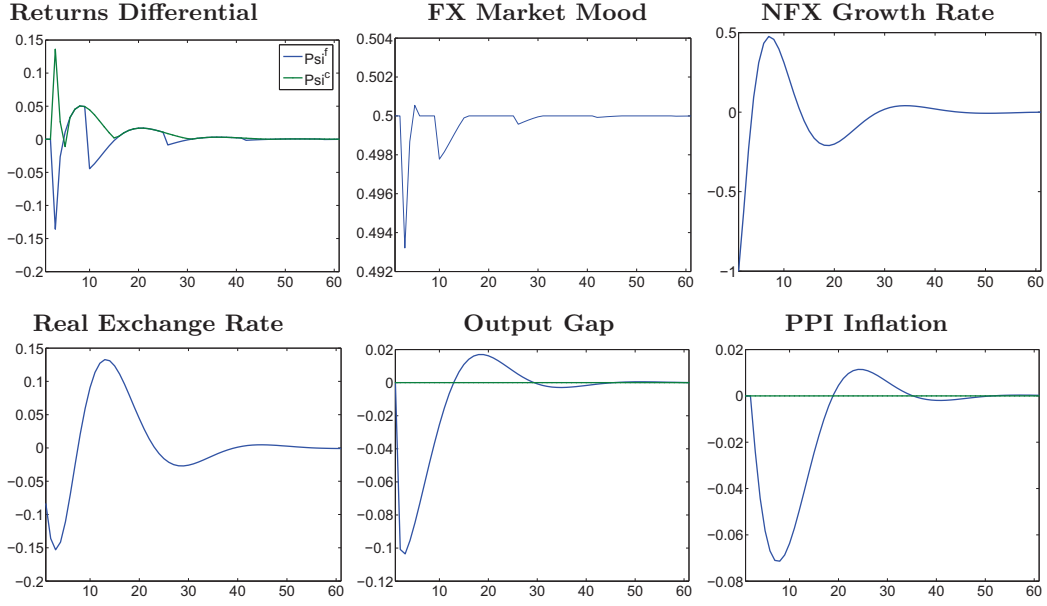 Returns Differential
FX Market Mood
NFX Growth Rate
0.15
0.1
0.05
0
−0.05
−0.1
−0.15
−0.2
10 20 30 40 50 60
Psi^f
Psi^c
0.504
0.502
0.5
0.498
0.496
0.494
0.492
10 20 30 40 50 60
0.5
0
−0.5
−1
10 20 30 40 50 60
Real Exchange Rate
Output Gap
PPI Inflation
0.15
0.1
0.05
0
−0.05
−0.1
−0.15
−0.2
10 20 30 40 50 60
0.02
0
−0.02
−0.04
−0.06
−0.08
−0.1
−0.12
10 20 30 40 50 60
0.02
0
−0.02
−0.04
−0.06
−0.08
10 20 30 40 50 60